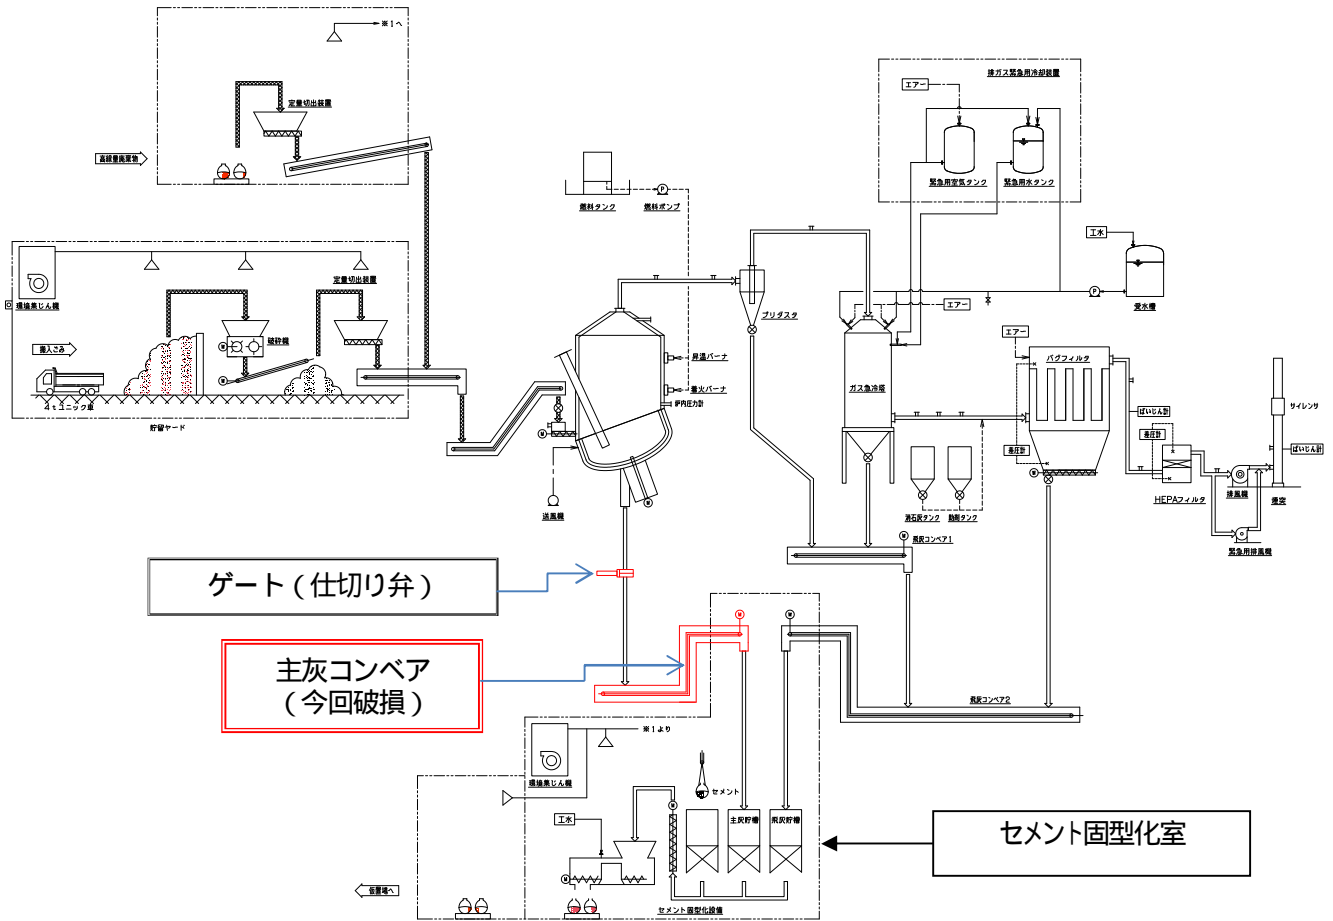 ※1へ
定量切出装置
高線量廃棄物
排ガス緊急用冷却装置
エアー
緊急用空気タンク
緊急用水タンク
燃料タンク
燃料ポンプ
P
工水
受水槽
P
環境集じん機
定量切出装置
破砕機
M
M
搬入ごみ
4tユニック車
貯留ヤード
プリダスタ
エアー
昇温バーナ
着火バーナ
炉内圧力計
M
M
送風機
ガス急冷塔
エアー
バグフィルタ
差圧計
M
ばいじん計
差圧計
HEPAフィルタ
サイレンサ
ばいじん計
排風機
煙突
緊急用排風機
消石灰タンク
助剤タンク
M
飛灰コンベア1
ゲート(仕切り弁)
主灰コンベア
(今回破損)
M
M
飛灰コンベア2
※1より
環境集じん機
セメント
工水
M
M
主灰貯槽
飛灰貯槽
セメント固型化設備
仮置場へ
セメント固型化室